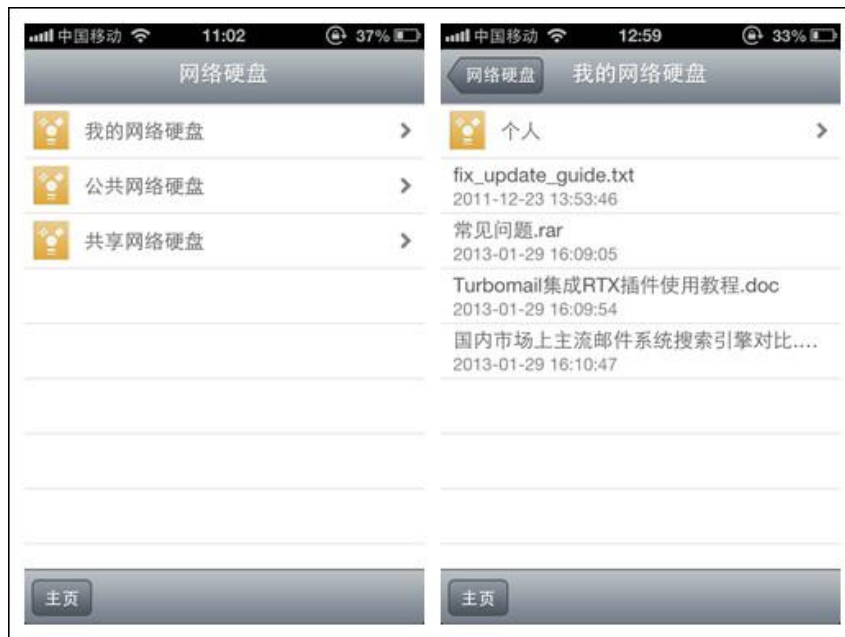 中国移动 11:02 37%
网络硬盘
我的网络硬盘
公共网络硬盘
共享网络硬盘
主页
中国移动 12:59 33%
网络硬盘 我的网络硬盘
个人
fix_update_guide.txt
2011-12-23 13:53:46
常见问题.rar
2013-01-29 16:09:05
Turbomail集成RTX插件使用教程.doc
2013-01-29 16:09:54
国内市场上主流邮件系统搜索引擎对比....
2013-01-29 16:10:47
主页